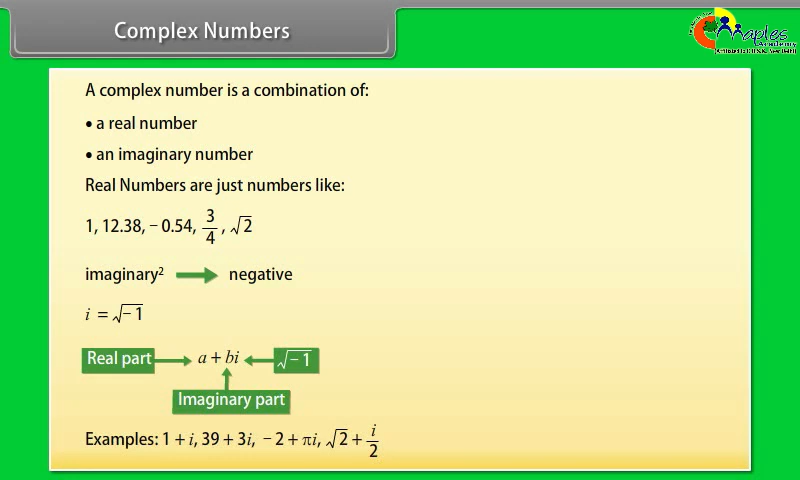 Complex Numbers
Maples
Academy
A complex number is a combination of:
• a real number
• an imaginary number
Real Numbers are just numbers like:
1, 12.38, − 0.54, 3/4, √2
imaginary² → negative
i = √−1
Real part → a + bi ← √−1
Imaginary part
Examples: 1 + i, 39 + 3i, − 2 + πi, √2 + i/2